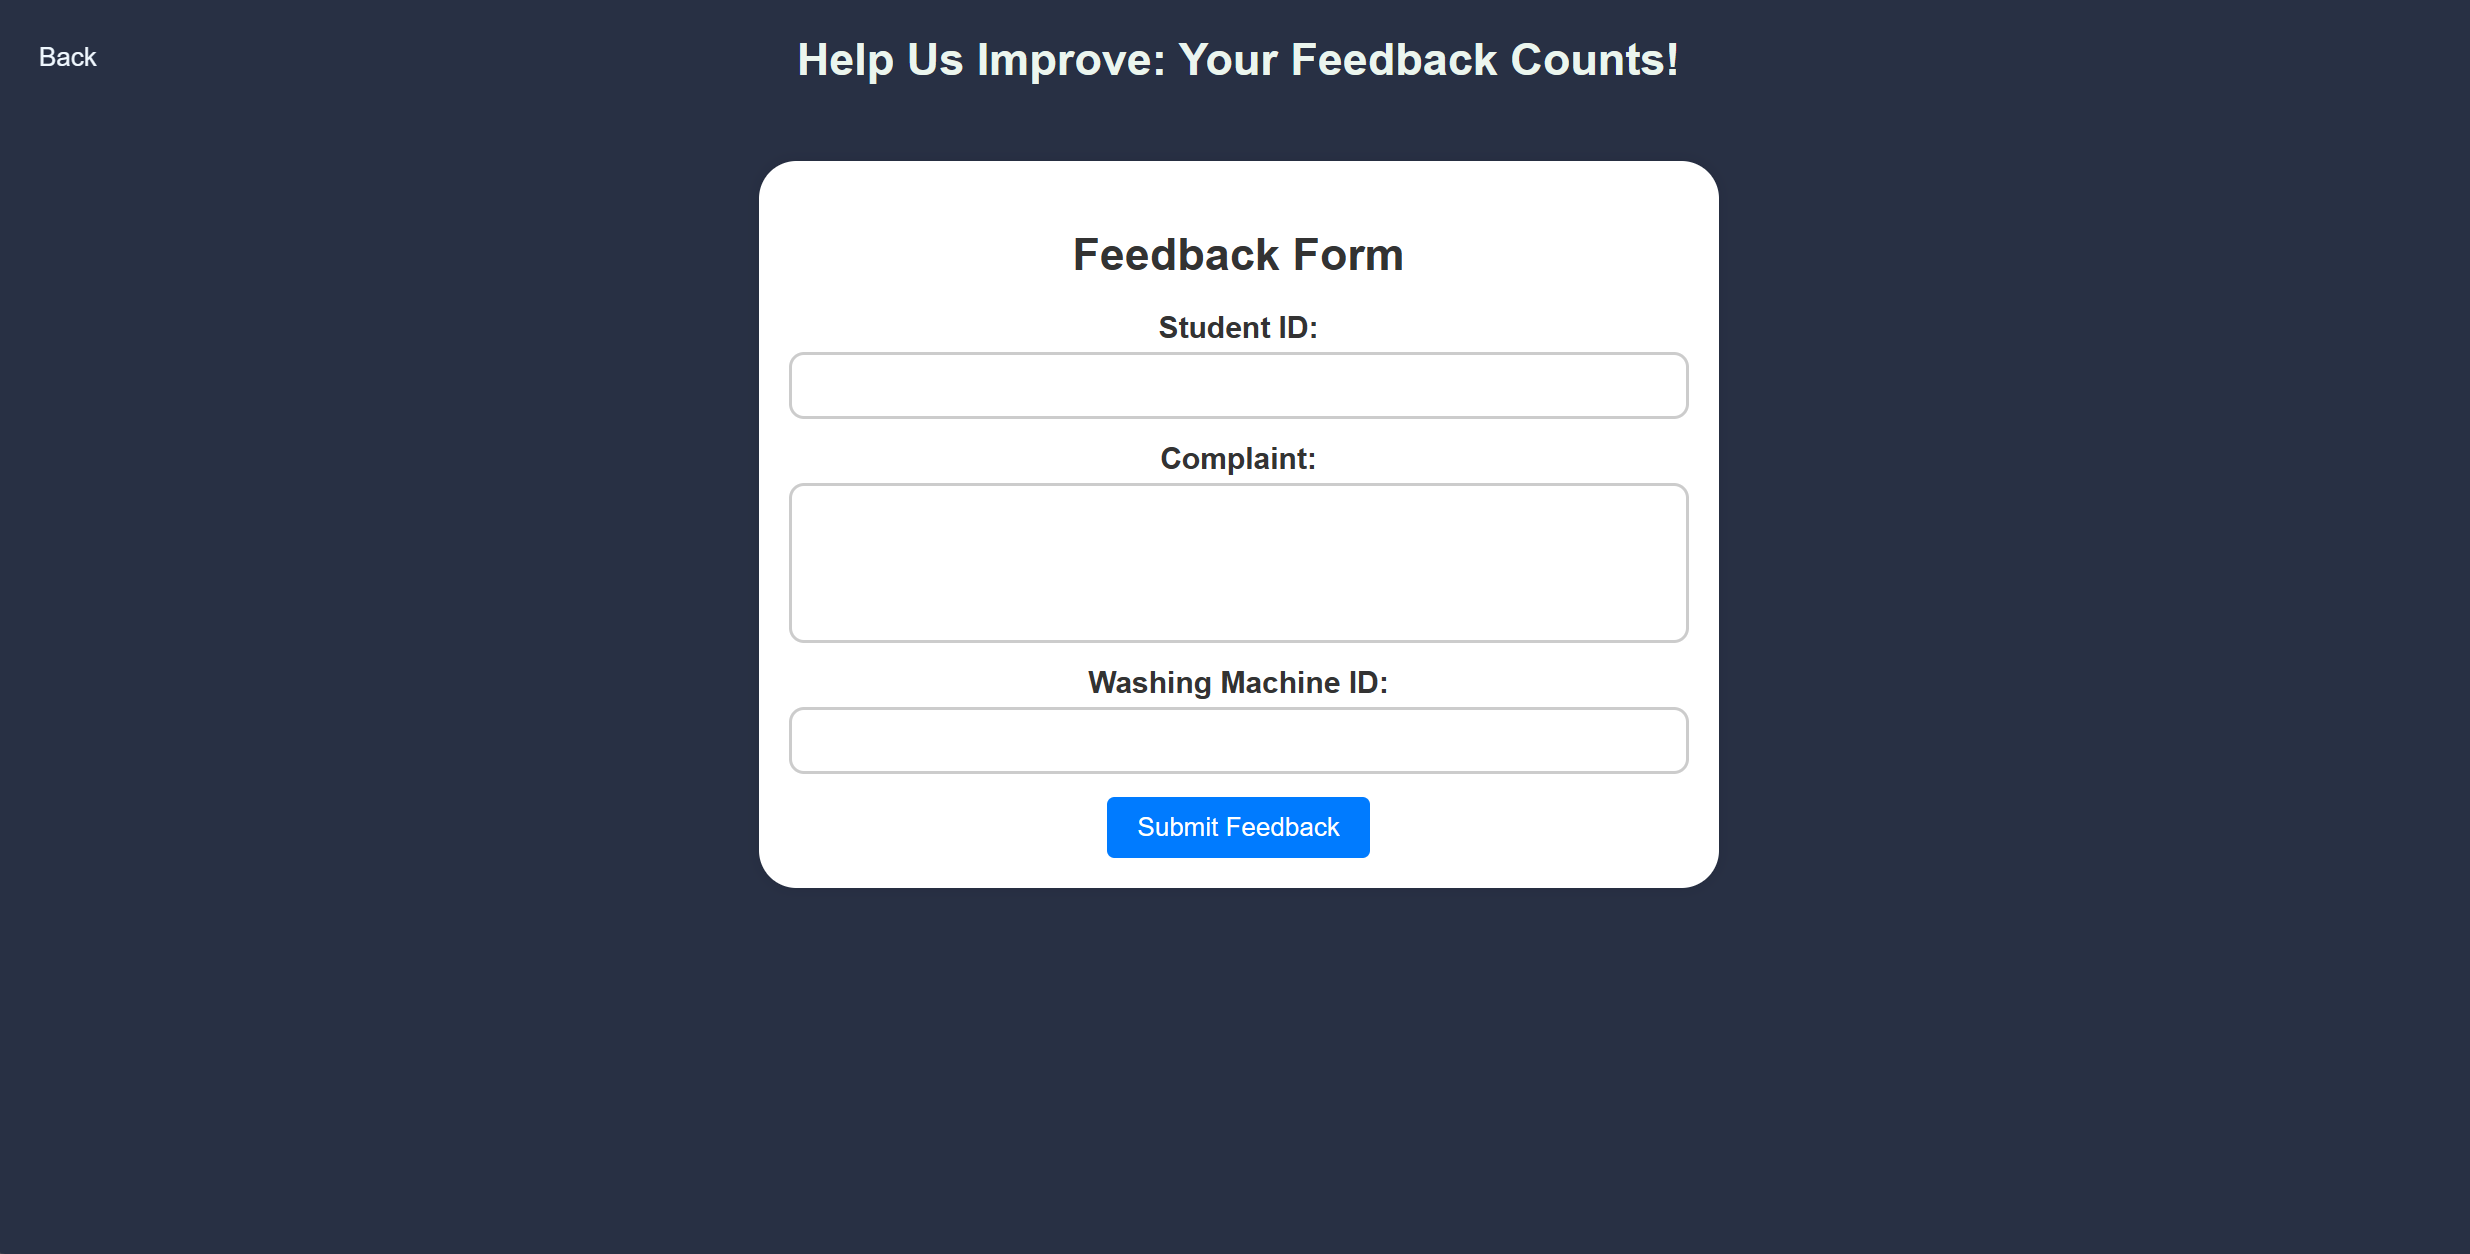 Back
Help Us Improve: Your Feedback Counts!
Feedback Form
Student ID:
Complaint:
Washing Machine ID:
Submit Feedback